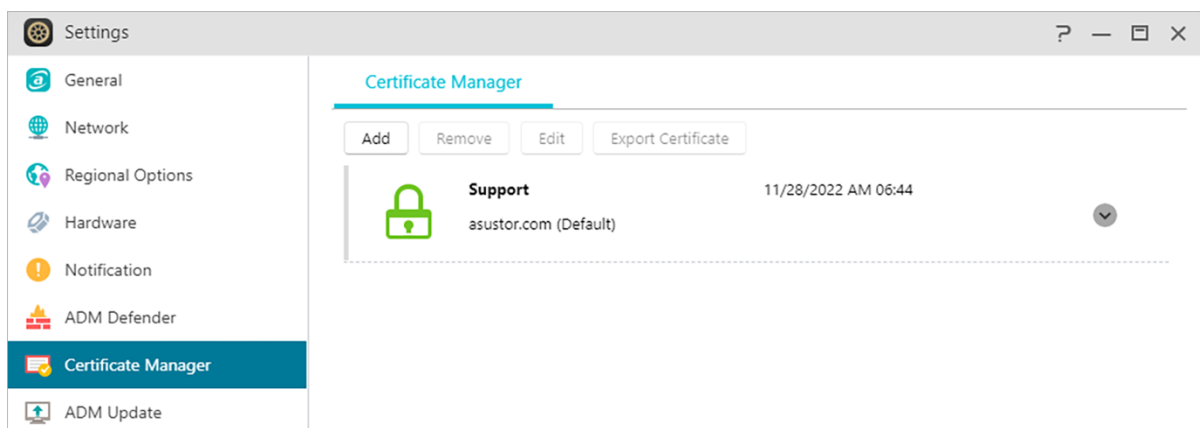 Settings
General
Network
Regional Options
Hardware
Notification
ADM Defender
Certificate Manager
ADM Update
Certificate Manager
Add Remove Edit Export Certificate
Support 11/28/2022 AM 06:44
asustor.com (Default)